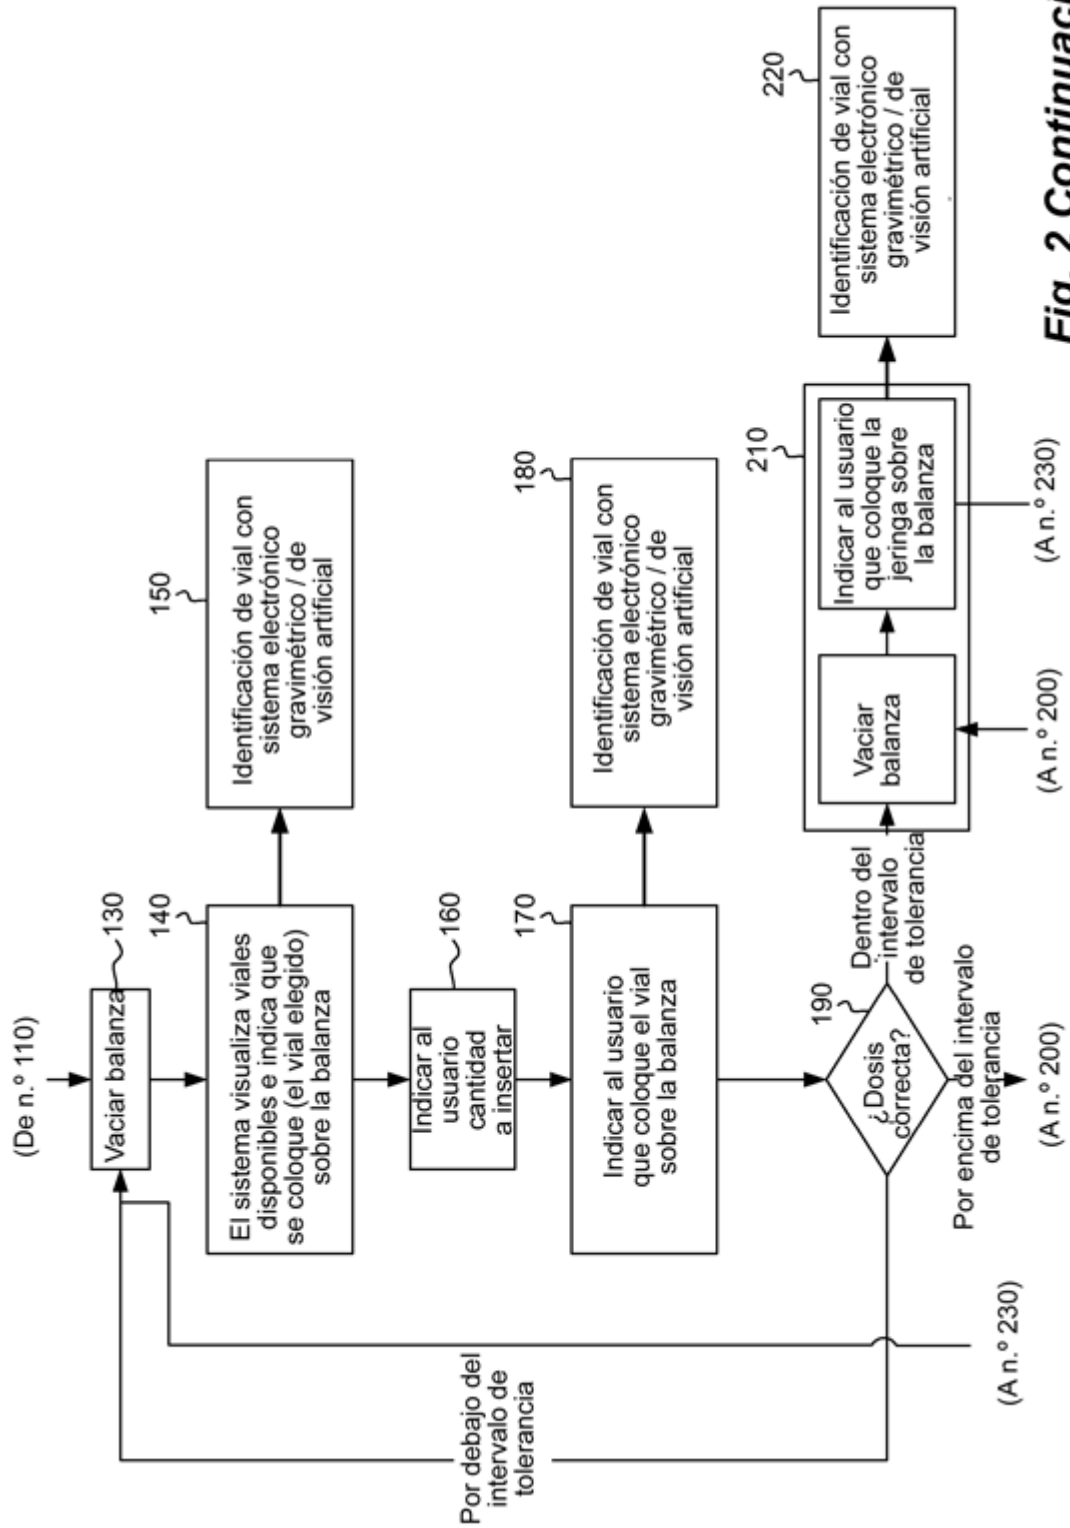 (De n.º 110)
Vaciar balanza
130
El sistema visualiza viales
disponibles e indica que
se coloque (el vial elegido)
sobre la balanza
140
Identificación de vial con
sistema electrónico
gravimétrico / de
visión artificial
150
Indicar al
usuario
cantidad
a insertar
160
Indicar al usuario
que coloque el vial
sobre la balanza
170
Identificación de vial con
sistema electrónico
gravimétrico / de
visión artificial
180
¿Dosis
correcta?
190
Por debajo del
intervalo de
tolerancia
Por encima del intervalo
de tolerancia
Dentro del
intervalo
de tolerancia
Vaciar
balanza
Indicar al usuario
que coloque la
jeringa sobre
la balanza
210
Identificación de vial con
sistema electrónico
gravimétrico / de
visión artificial
220
(A n.º 230)
(A n.º 200)
(A n.º 200)
(A n.º 230)
Fig. 2 Continuaci